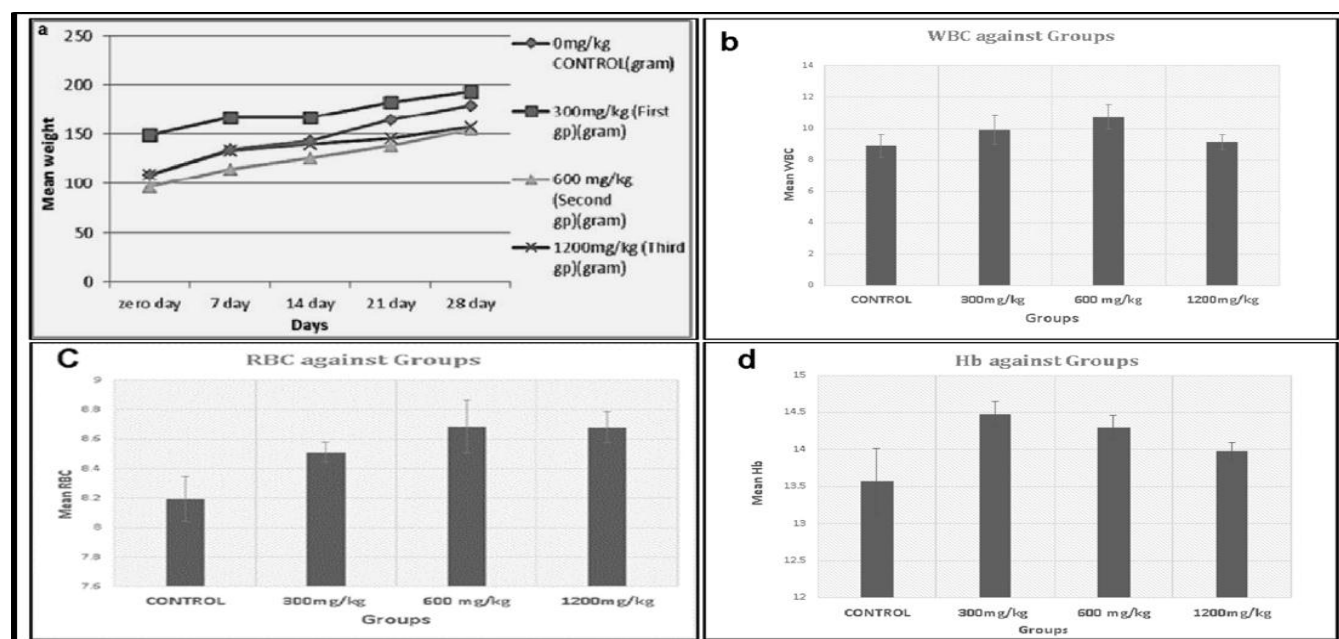 a
250
200
150
100
50
0
Mean weight
zero day 7 day 14 day 21 day 28 day
Days
0mg/kg
CONTROL(gram)
300mg/kg (First
gp)(gram)
600 mg/kg
(Second
gp)(gram)
1200mg/kg (Third
gp)(gram)
b
WBC against Groups
14
12
10
8
6
4
2
0
Mean WBC
CONTROL 300mg/kg 600 mg/kg 1200mg/kg
Groups
C
RBC against Groups
9
8.8
8.6
8.4
8.2
8
7.8
7.6
Mean RBC
CONTROL 300mg/kg 600 mg/kg 1200mg/kg
Groups
d
Hb against Groups
15
14.5
14
13.5
13
12.5
12
Mean Hb
CONTROL 300mg/kg 600 mg/kg 1200mg/kg
Groups